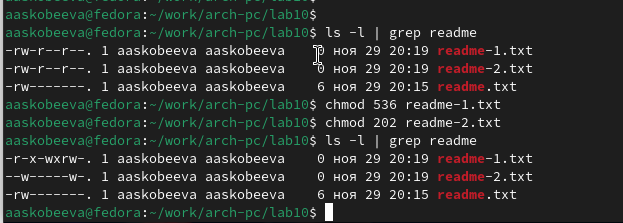 aaskobeeva@fedora:~/work/arch-pc/lab10$
aaskobeeva@fedora:~/work/arch-pc/lab10$ ls -l | grep readme
-rw-r--r--. 1 aaskobeeva aaskobeeva    0 ноя 29 20:19 readme-1.txt
-rw-r--r--. 1 aaskobeeva aaskobeeva    0 ноя 29 20:19 readme-2.txt
-rw-------. 1 aaskobeeva aaskobeeva    6 ноя 29 20:15 readme.txt
aaskobeeva@fedora:~/work/arch-pc/lab10$ chmod 536 readme-1.txt
aaskobeeva@fedora:~/work/arch-pc/lab10$ chmod 202 readme-2.txt
aaskobeeva@fedora:~/work/arch-pc/lab10$ ls -l | grep readme
-r-x-wxrw-. 1 aaskobeeva aaskobeeva    0 ноя 29 20:19 readme-1.txt
--w-----w-. 1 aaskobeeva aaskobeeva    0 ноя 29 20:19 readme-2.txt
-rw-------. 1 aaskobeeva aaskobeeva    6 ноя 29 20:15 readme.txt
aaskobeeva@fedora:~/work/arch-pc/lab10$